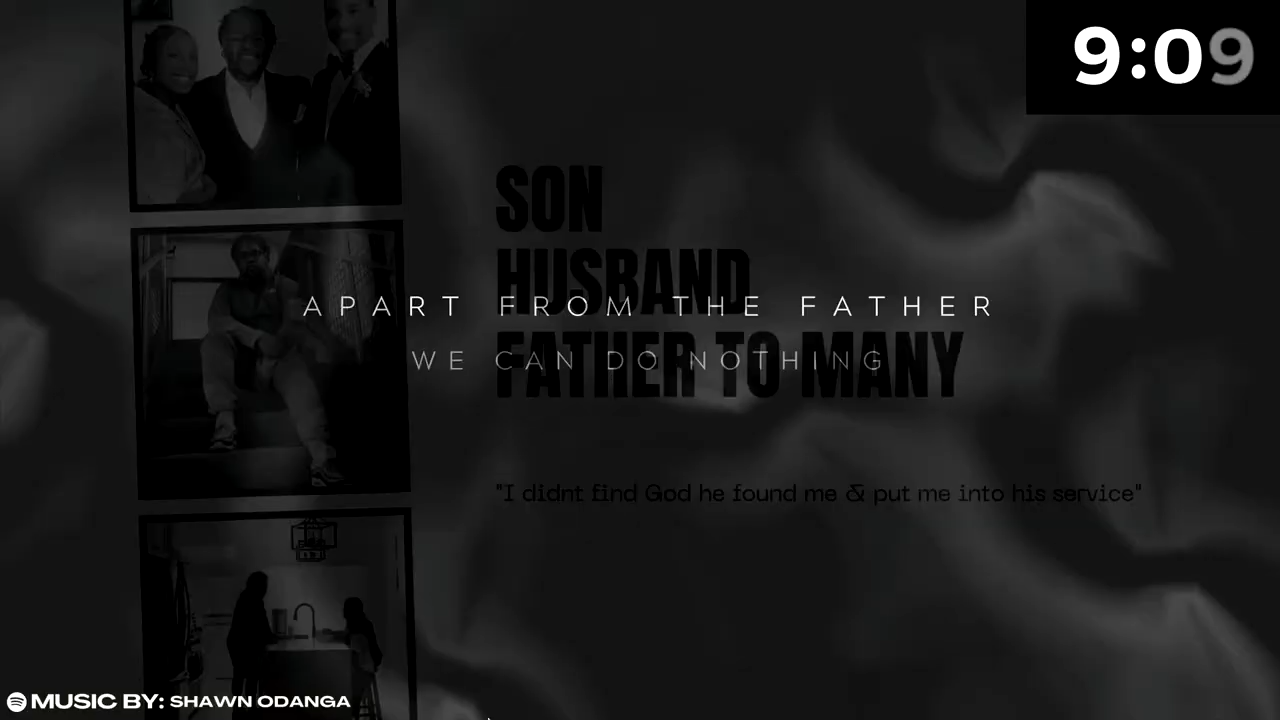 9:09
SON
HUSBAND
APART FROM THE FATHER
FATHER TO MANY
WE CAN DO NOTHING
"I didnt find God he found me & put me into his service"
MUSIC BY: SHAWN ODANGA